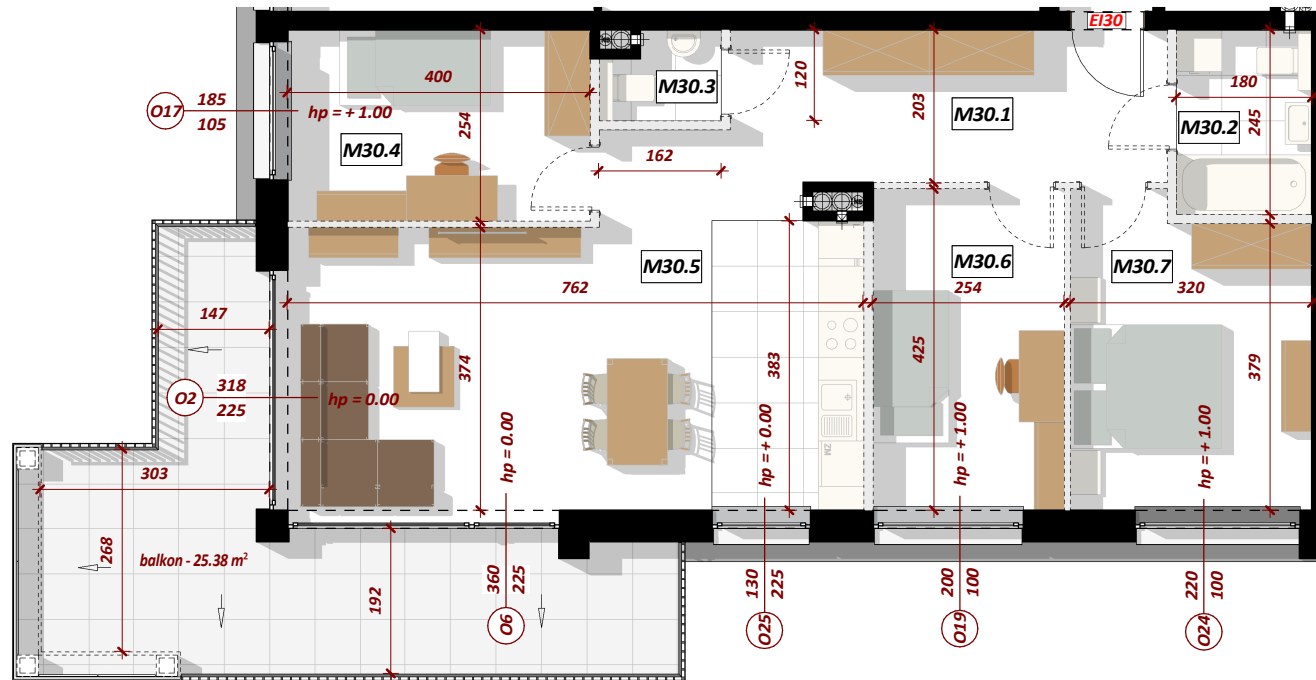 EI30
400
120
180
M30.3
203
O17
185
105
hp = + 1.00
254
M30.1
M30.2
245
M30.4
162
M30.5
M30.6
M30.7
762
254
320
147
374
383
425
379
O2
318
225
hp = 0.00
hp = 0.00
hp = + 0.00
hp = + 1.00
hp = + 1.00
ZM
303
268
balkon - 25.38 m²
192
360
225
O6
130
225
O25
200
100
O19
220
100
O24